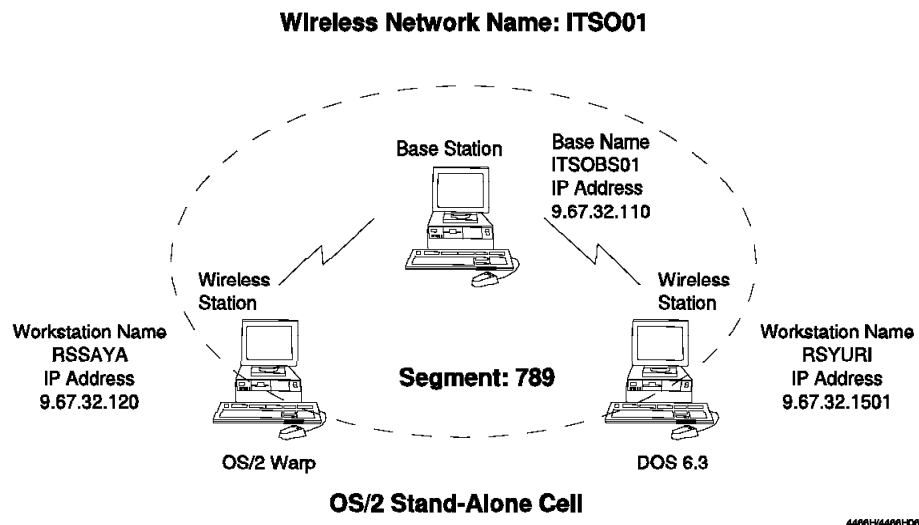 Wireless Network Name: ITSO01
Base Station
Base Name
ITSOBS01
IP Address
9.67.32.110
Wireless
Station
Wireless
Station
Workstation Name
RSSAYA
IP Address
9.67.32.120
Segment: 789
Workstation Name
RSYURI
IP Address
9.67.32.1501
OS/2 Warp
DOS 6.3
OS/2 Stand-Alone Cell
4466H/4466H06